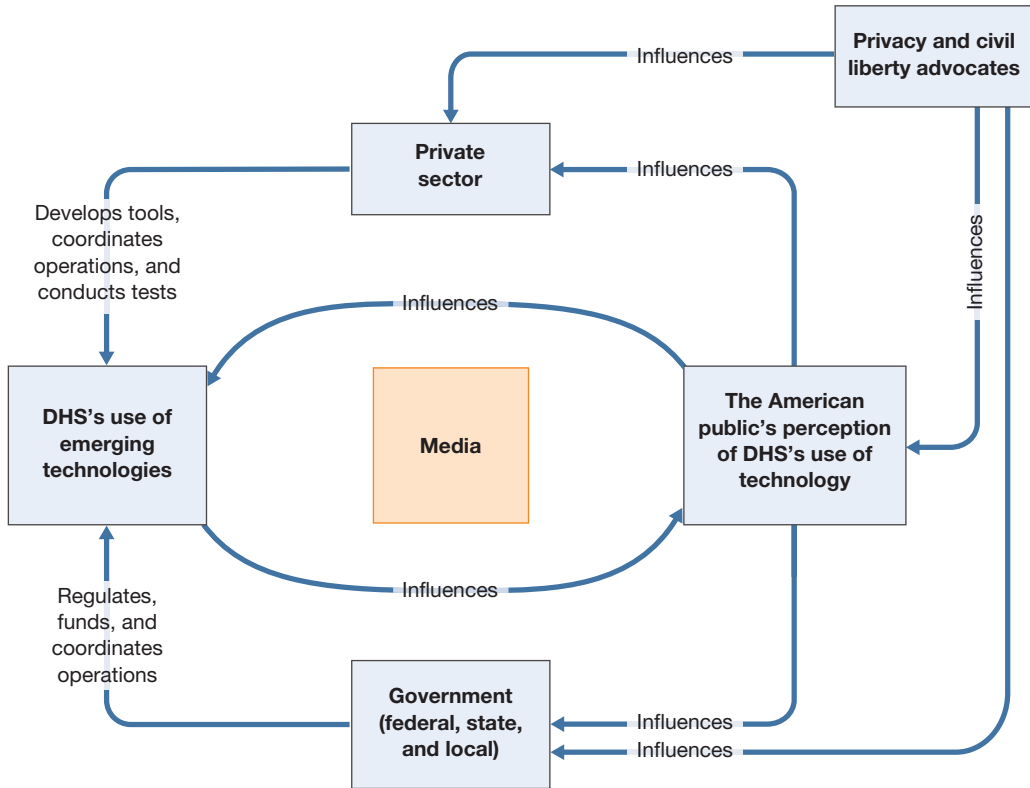 Privacy and civil
liberty advocates
Influences
Private
sector
Influences
Develops tools,
coordinates
operations, and
conducts tests
Influences
Influences
DHS’s use of
emerging
technologies
Media
The American
public’s perception
of DHS’s use of
technology
Influences
Regulates,
funds, and
coordinates
operations
Government
(federal, state,
and local)
Influences
Influences